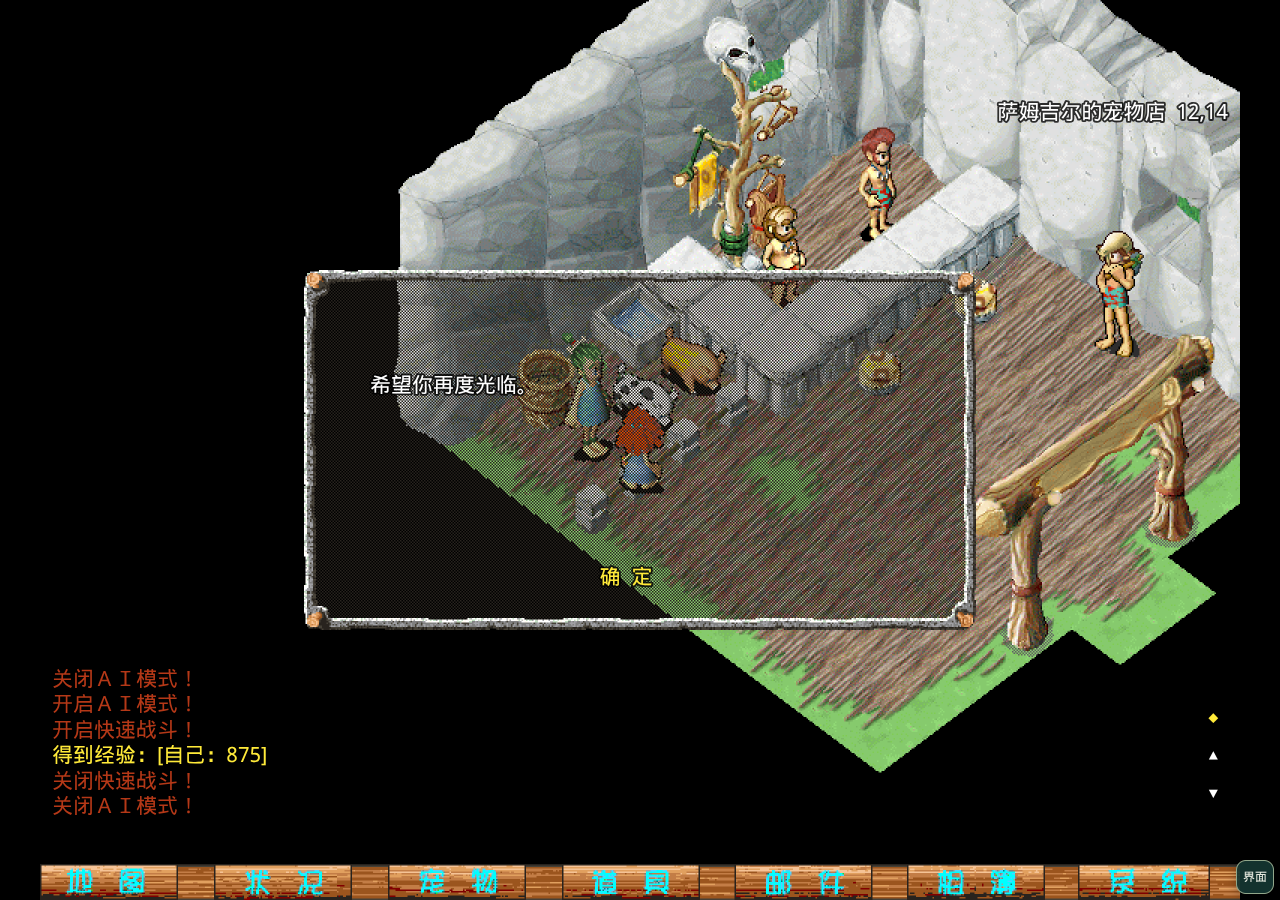 萨姆吉尔的宠物店 12,14
希望你再度光临。
确 定
关闭ＡＩ模式！
开启ＡＩ模式！
开启快速战斗！
得到经验：[自己：875]
关闭快速战斗！
关闭ＡＩ模式！
地 图 状 况 宠 物 道 具 邮 件 相 簿 系 统
界面